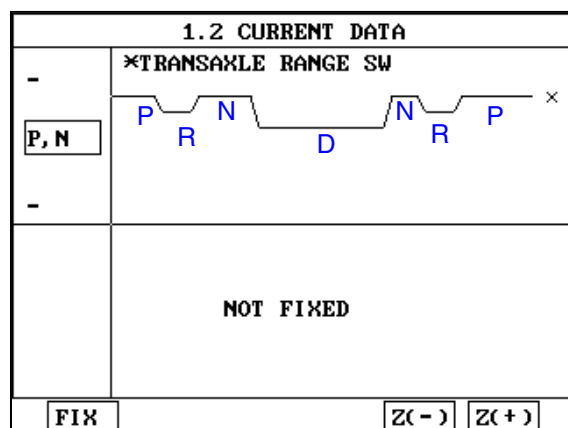 1.2 CURRENT DATA
*TRANSAXLE RANGE SW
P R N D N R P ×
P, N
NOT FIXED
FIX Z(-) Z(+)